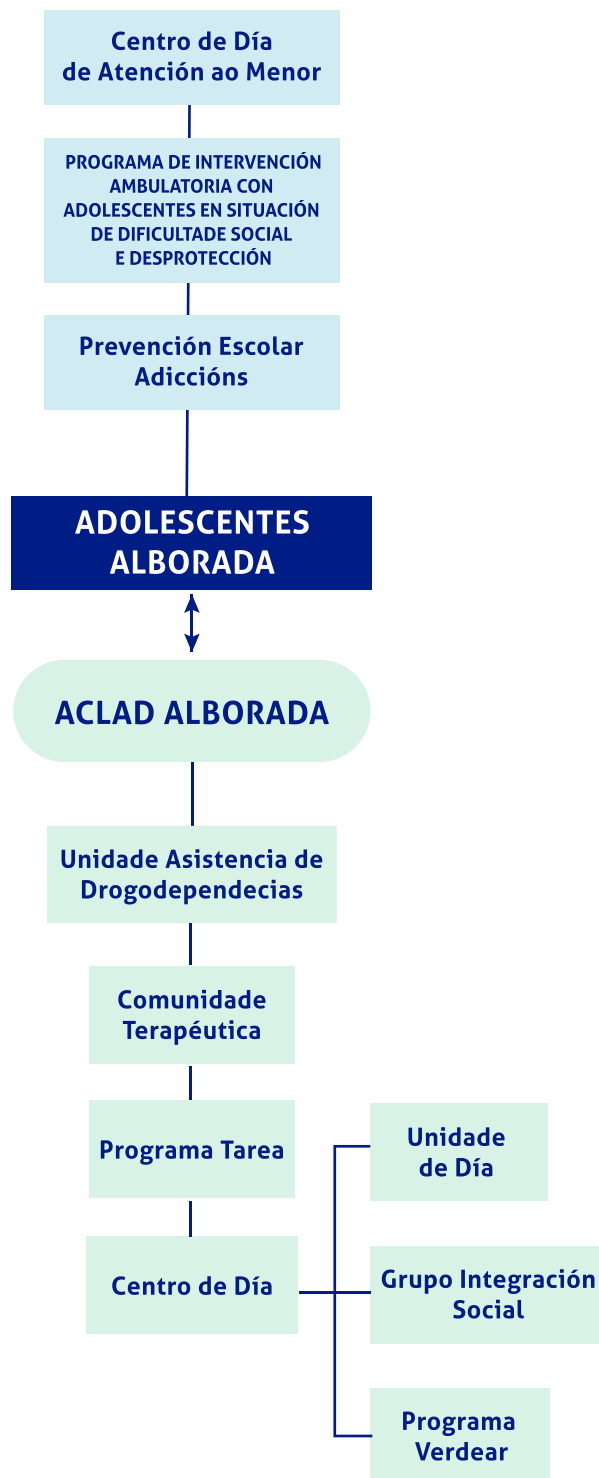 Centro de Día
de Atención ao Menor
PROGRAMA DE INTERVENCIÓN
AMBULATORIA CON
ADOLESCENTES EN SITUACIÓN
DE DIFICULTADE SOCIAL
E DESPROTECCIÓN
Prevención Escolar
Adiccións
ADOLESCENTES
ALBORADA
ACLAD ALBORADA
Unidade Asistencia de
Drogodependecias
Comunidade
Terapéutica
Programa Tarea
Centro de Día
Unidade
de Día
Grupo Integración
Social
Programa
Verdear